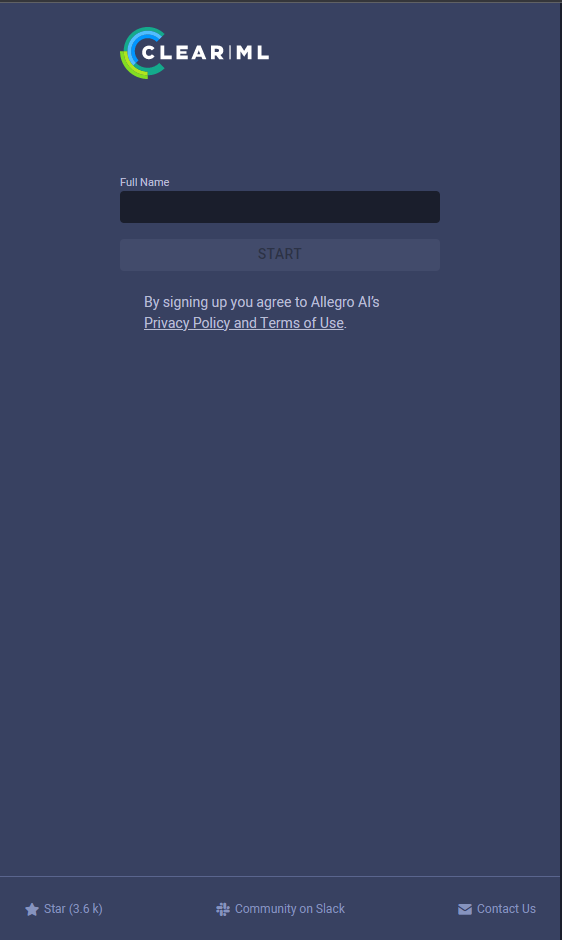 CLEAR|ML
Full Name
START
By signing up you agree to Allegro AI's
Privacy Policy and Terms of Use.
Star (3.6 k)
Community on Slack
Contact Us